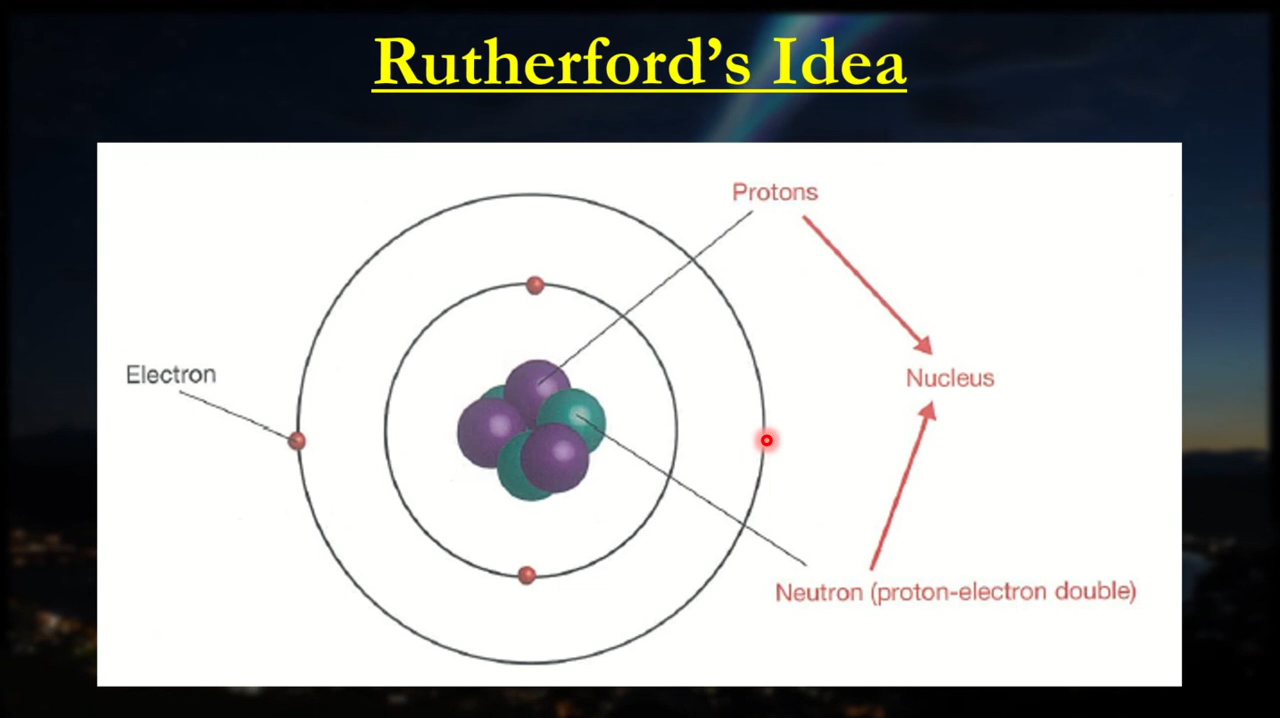 Rutherford’s Idea
Protons
Electron
Nucleus
Neutron (proton-electron double)